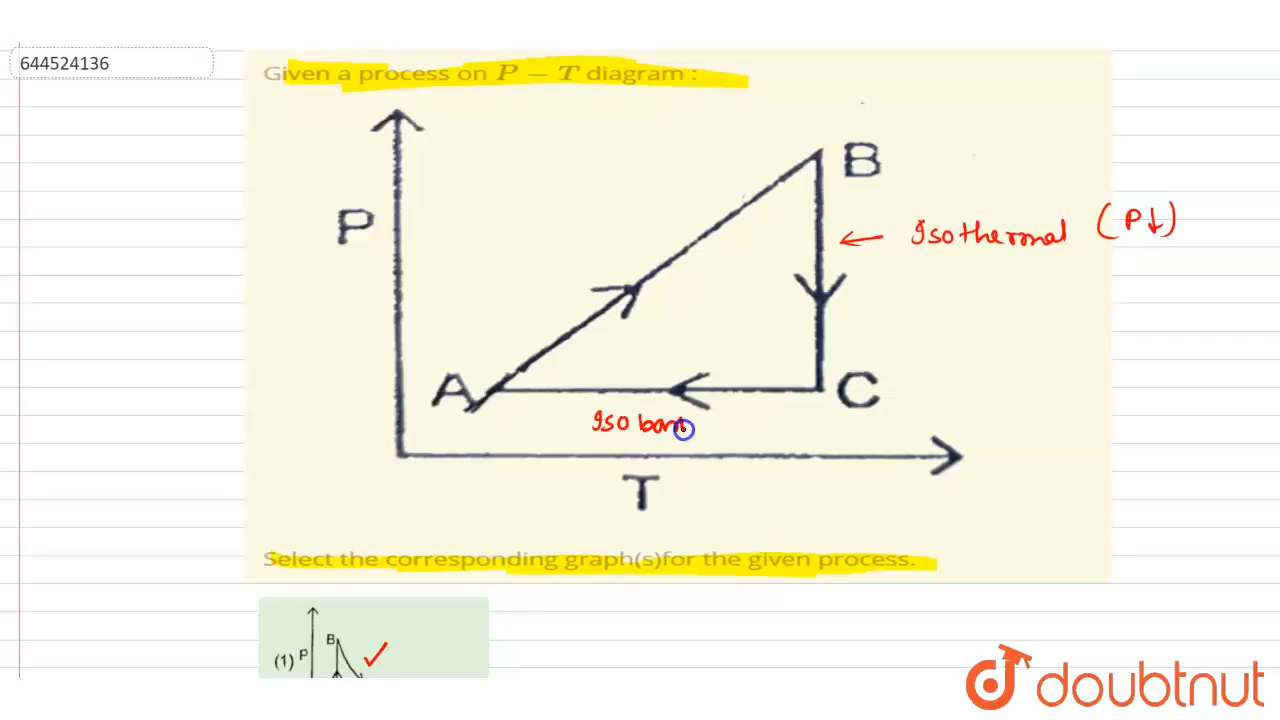 644524136
Given a process on P − T diagram :
B
P
Isothermal (P↓)
A
C
Isobar
T
Select the corresponding graph(s)for the given process.
B
(1) P
doubtnut